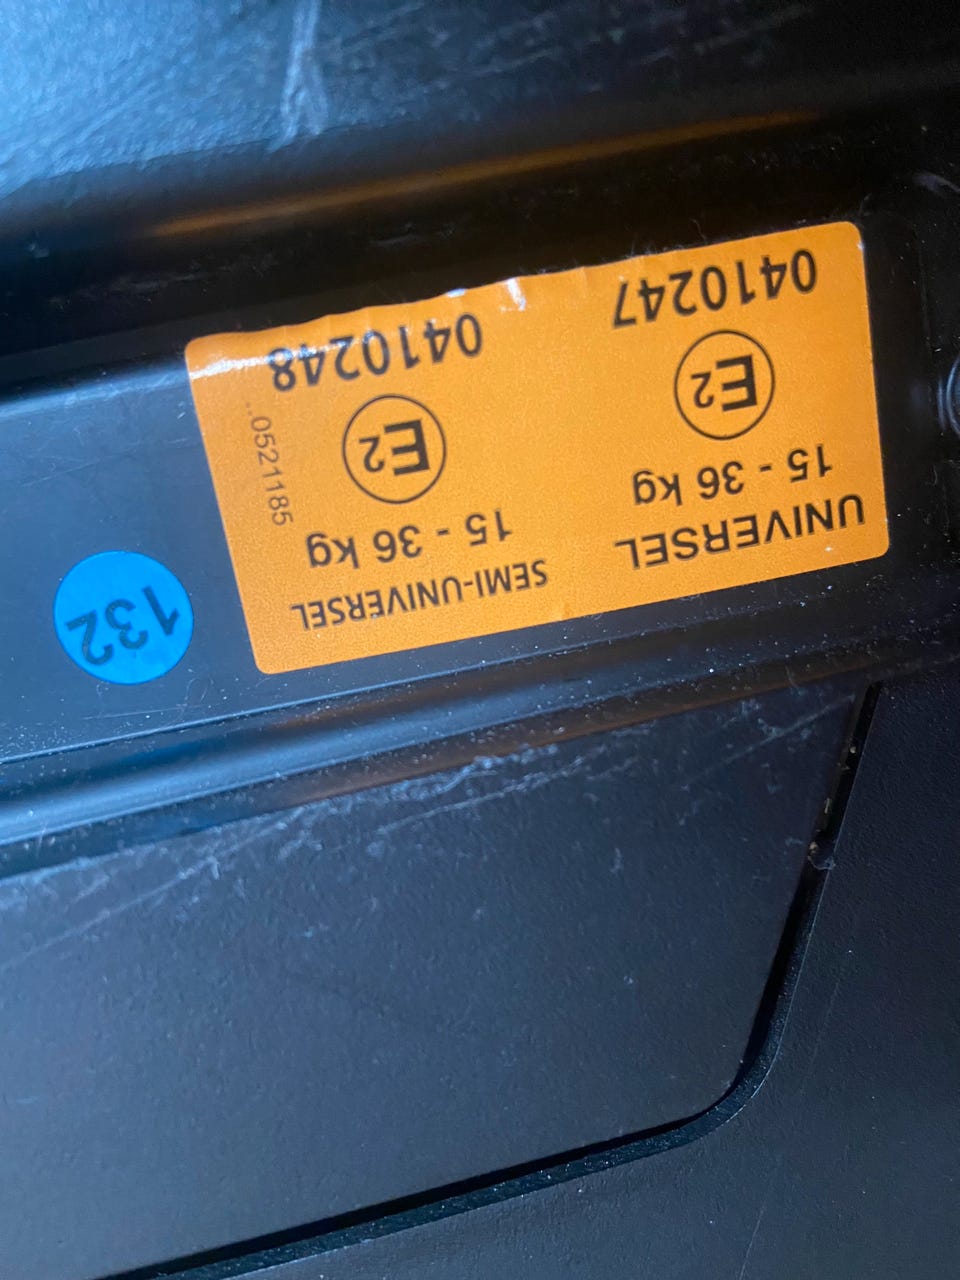 UNIVERSEL
15 - 36 kg
E2
0410247
SEMI-UNIVERSEL
15 - 36 kg
E2
0410248
..0521185
132